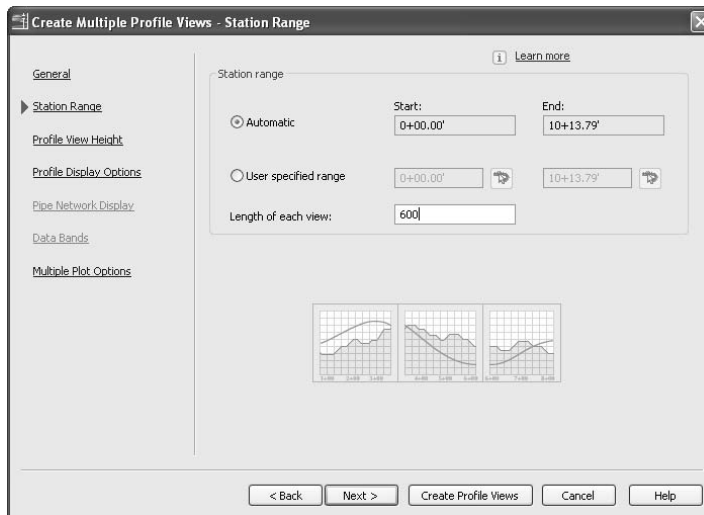 Create Multiple Profile Views - Station Range
Learn more
General
Station Range
Profile View Height
Profile Display Options
Pipe Network Display
Data Bands
Multiple Plot Options
Station range
Start:
End:
Automatic
0+00.00'
10+13.79'
User specified range
0+00.00'
10+13.79'
Length of each view:
600
< Back
Next >
Create Profile Views
Cancel
Help